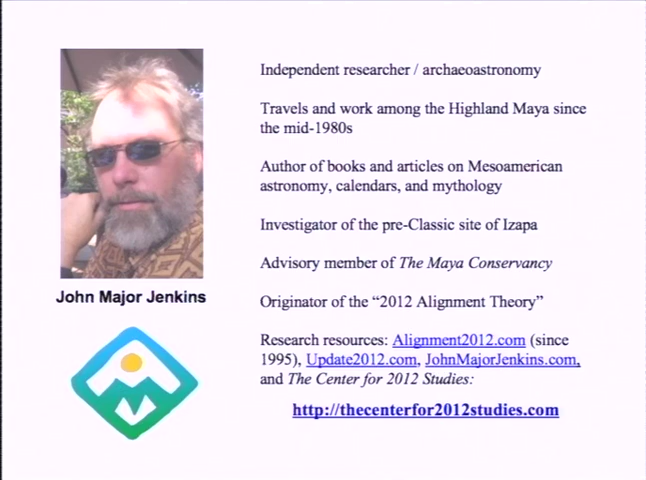 Independent researcher / archaeoastronomy
Travels and work among the Highland Maya since
the mid-1980s
Author of books and articles on Mesoamerican
astronomy, calendars, and mythology
Investigator of the pre-Classic site of Izapa
Advisory member of The Maya Conservancy
John Major Jenkins
Originator of the “2012 Alignment Theory”
Research resources: Alignment2012.com (since
1995), Update2012.com, JohnMajorJenkins.com,
and The Center for 2012 Studies:
http://thecenterfor2012studies.com